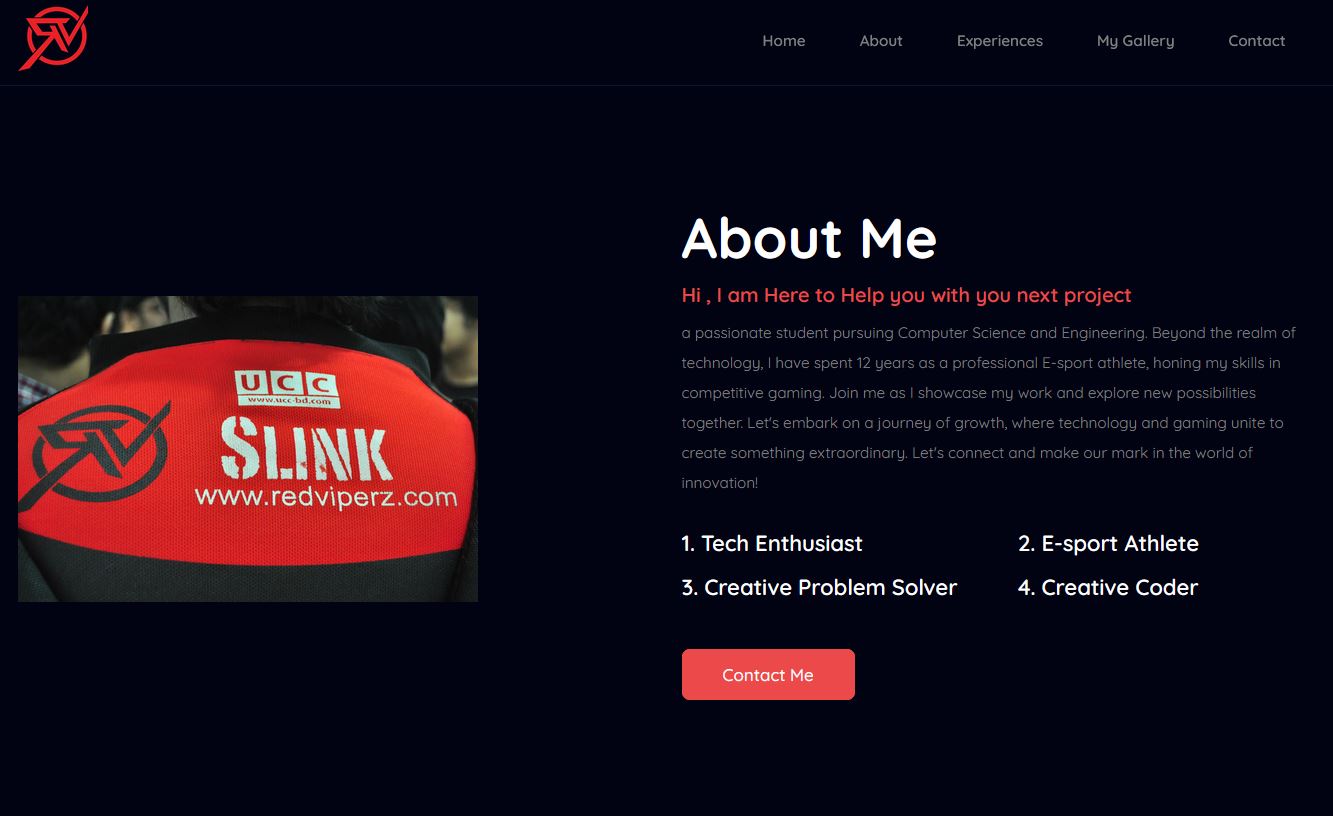 Home About Experiences My Gallery Contact
UCC
www.ucc-bd.com
SLINK
www.redviperz.com
About Me
Hi , I am Here to Help you with you next project
a passionate student pursuing Computer Science and Engineering. Beyond the realm of
technology, I have spent 12 years as a professional E-sport athlete, honing my skills in
competitive gaming. Join me as I showcase my work and explore new possibilities
together. Let's embark on a journey of growth, where technology and gaming unite to
create something extraordinary. Let's connect and make our mark in the world of
innovation!
1. Tech Enthusiast 2. E-sport Athlete
3. Creative Problem Solver 4. Creative Coder
Contact Me